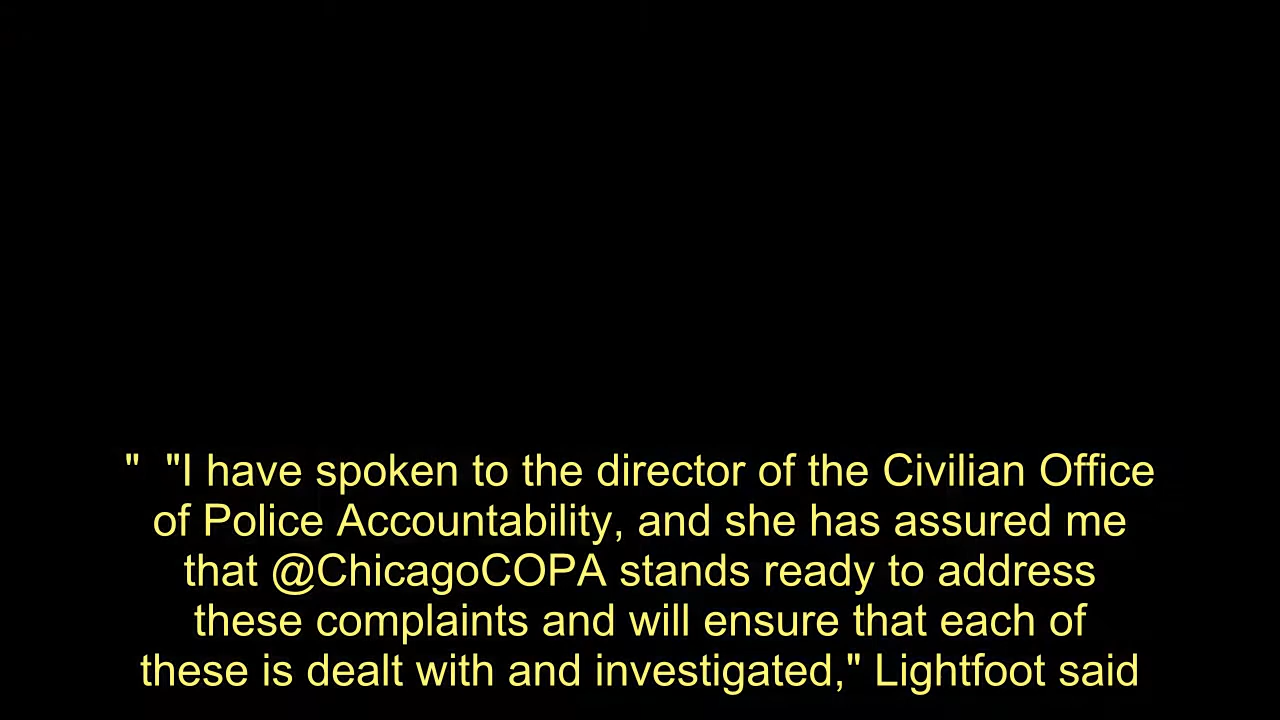 "  "I have spoken to the director of the Civilian Office
of Police Accountability, and she has assured me
that @ChicagoCOPA stands ready to address
these complaints and will ensure that each of
these is dealt with and investigated," Lightfoot said